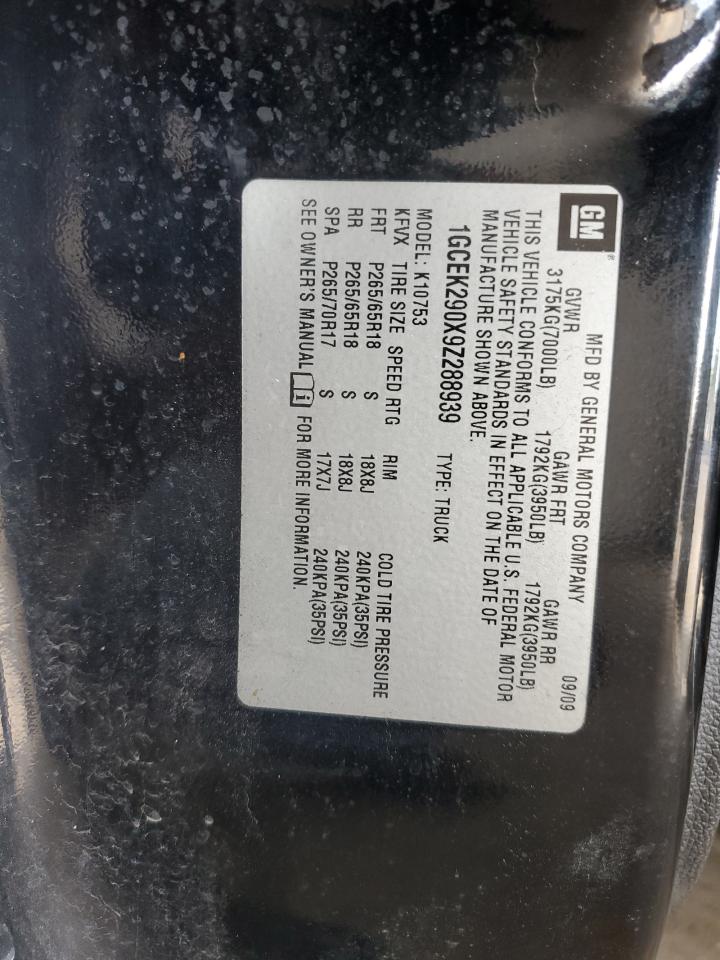 GM®
MFD BY GENERAL MOTORS COMPANY 09/09
GVWR GAWR FRT GAWR RR
3175KG(7000LB) 1792KG(3950LB) 1792KG(3950LB)
THIS VEHICLE CONFORMS TO ALL APPLICABLE U.S. FEDERAL MOTOR
VEHICLE SAFETY STANDARDS IN EFFECT ON THE DATE OF
MANUFACTURE SHOWN ABOVE.
1GCEK290X9Z288939 TYPE: TRUCK
MODEL: K10753
KFVX TIRE SIZE SPEED RTG RIM COLD TIRE PRESSURE
FRT P265/65R18 S 18X8J 240KPA(35PSI)
RR P265/65R18 S 18X8J 240KPA(35PSI)
SPA P265/70R17 S 17X7J 240KPA(35PSI)
SEE OWNER'S MANUAL i FOR MORE INFORMATION.